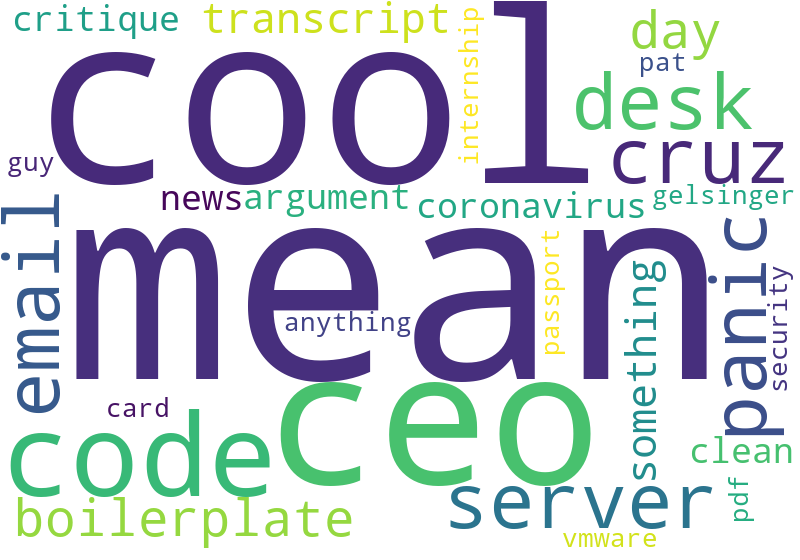 critique
transcript
internship
day
cool
pat
desk
cruz
guy
news
argument
coronavirus
gelsinger
email
mean
panic
anything
passport
something
security
card
ceo
code
clean
server
pdf
boilerplate
vmware